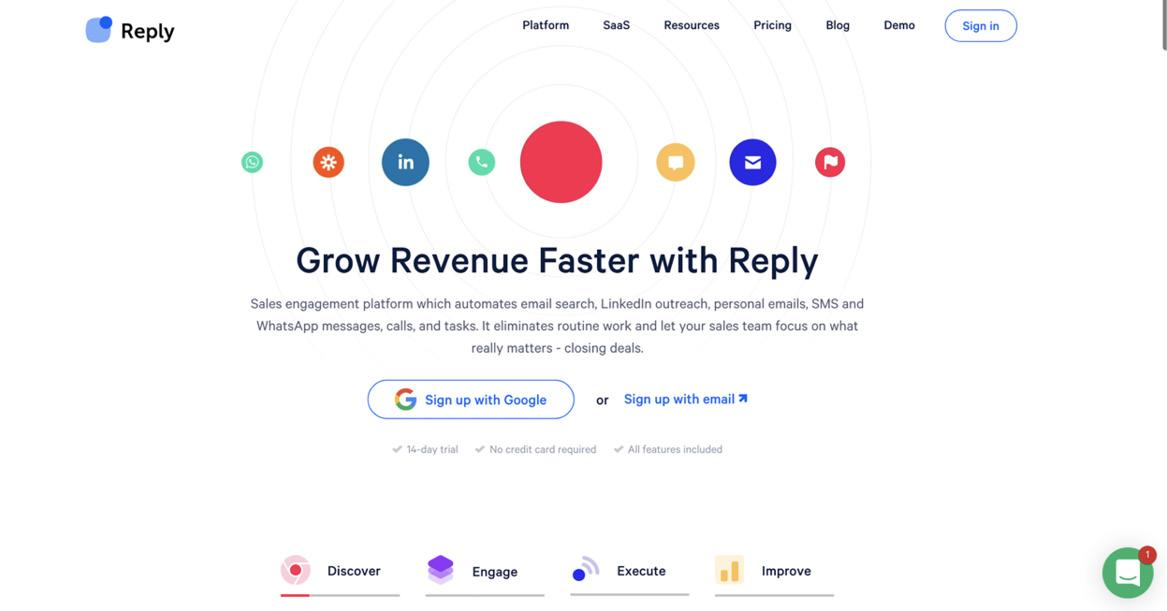 Reply
Platform SaaS Resources Pricing Blog Demo Sign in
in
Grow Revenue Faster with Reply
Sales engagement platform which automates email search, LinkedIn outreach, personal emails, SMS and
WhatsApp messages, calls, and tasks. It eliminates routine work and let your sales team focus on what
really matters - closing deals.
Sign up with Google or Sign up with email
14-day trial No credit card required All features included
Discover Engage Execute Improve
1